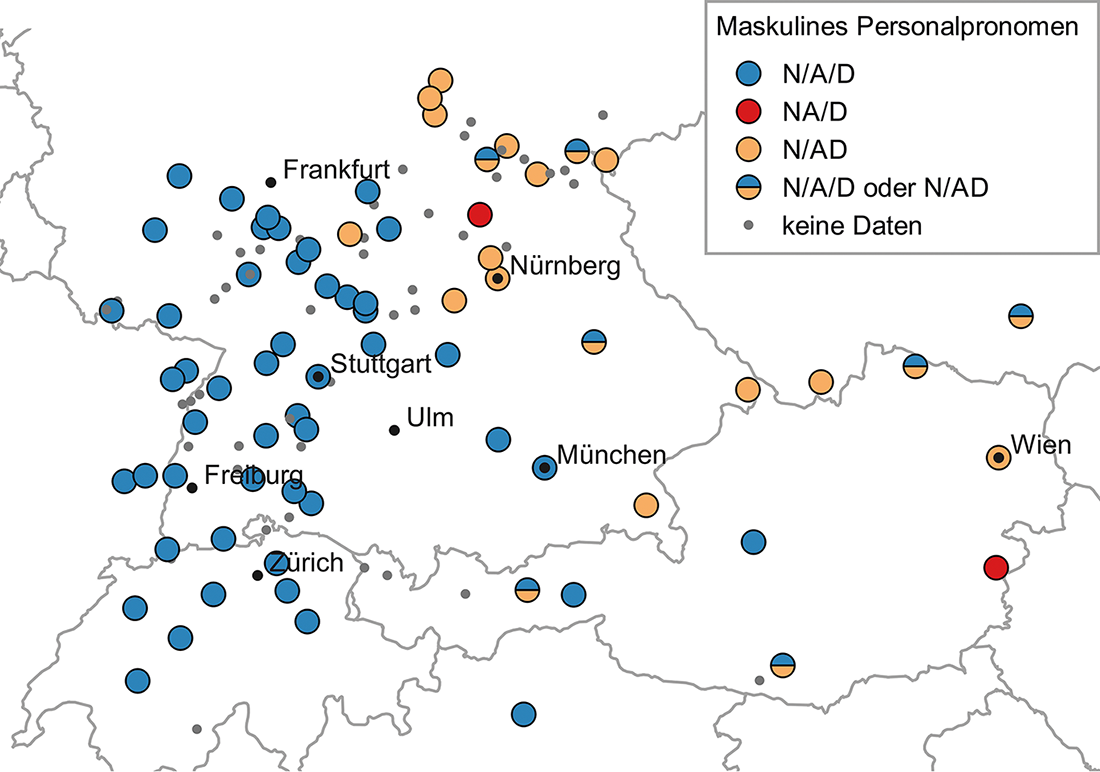 Maskulines Personalpronomen
N/A/D
NA/D
N/AD
N/A/D oder N/AD
keine Daten
Frankfurt
Nürnberg
Stuttgart
Ulm
München
Wien
Freiburg
Zürich